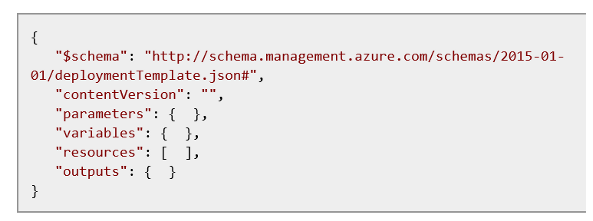 {
   "$schema": "http://schema.management.azure.com/schemas/2015-01-
01/deploymentTemplate.json#",
   "contentVersion": "",
   "parameters": {  },
   "variables": {  },
   "resources": [  ],
   "outputs": {  }
}